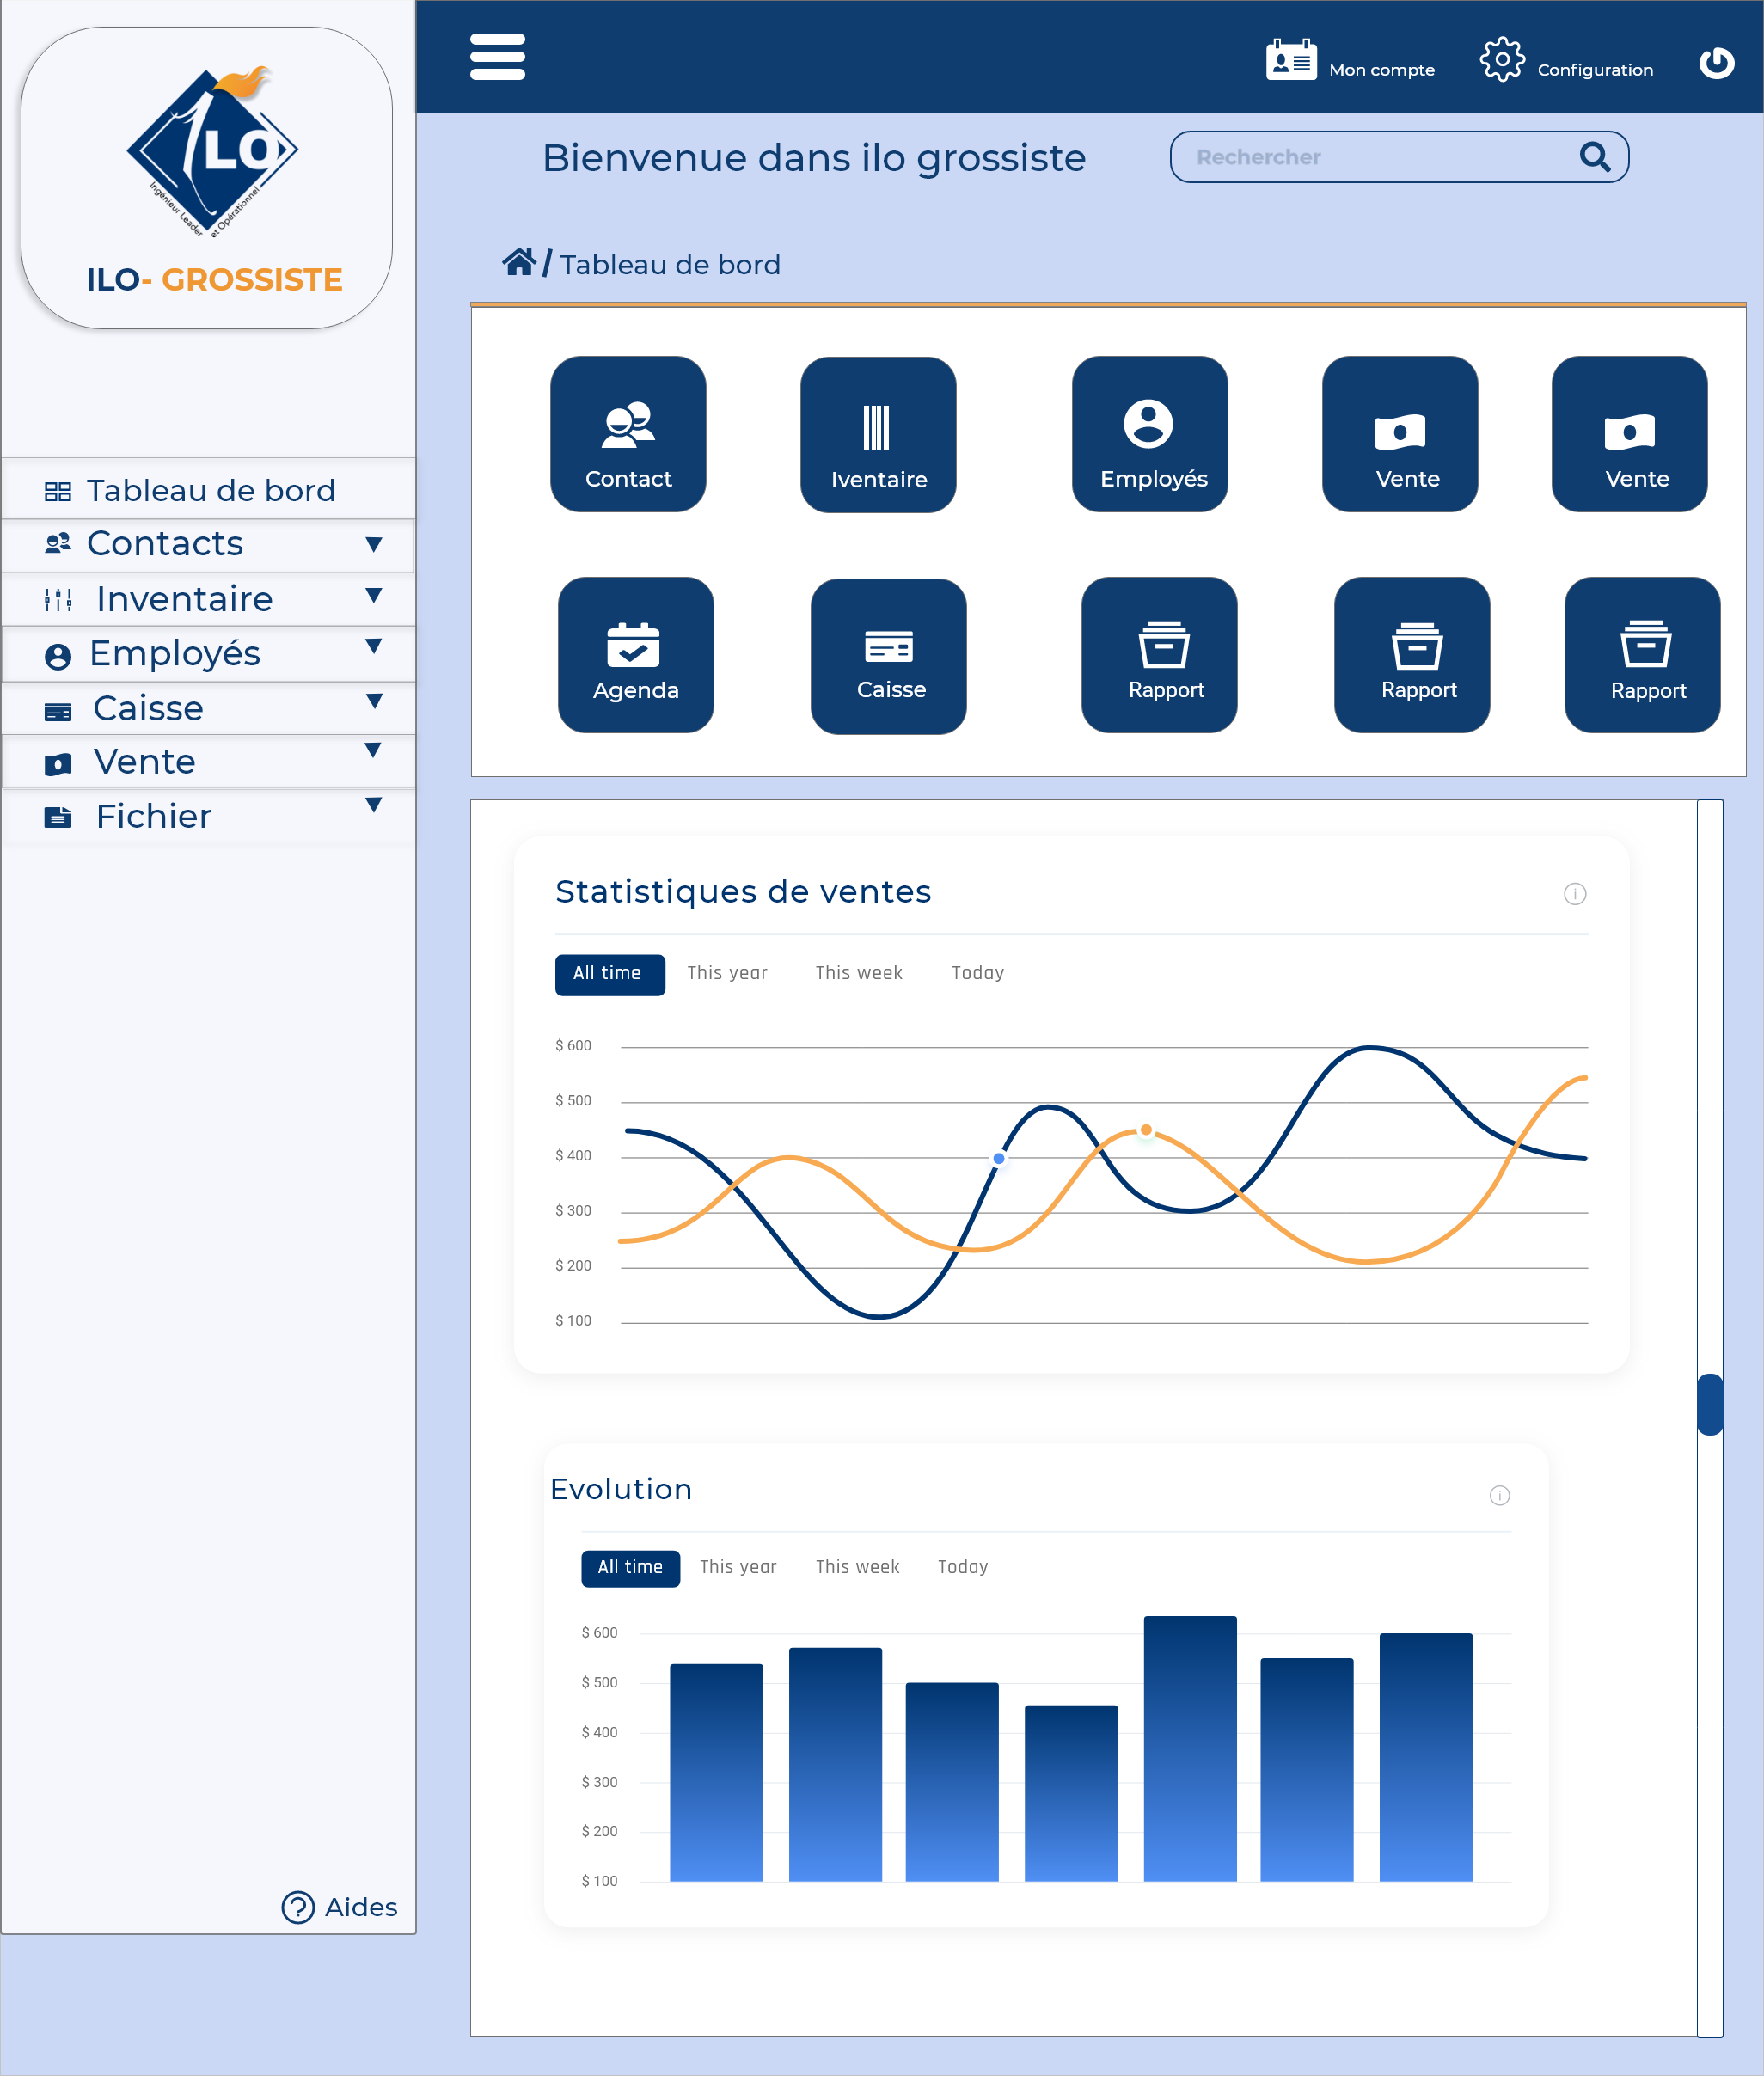 LO
Ingénieur Leader
et Opérationnel
ILO- GROSSISTE
Tableau de bord
Contacts
Inventaire
Employés
Caisse
Vente
Fichier
Aides
Mon compte
Configuration
Bienvenue dans ilo grossiste
Rechercher
/ Tableau de bord
Contact
Iventaire
Employés
Vente
Vente
Agenda
Caisse
Rapport
Rapport
Rapport
Statistiques de ventes
All time
This year
This week
Today
$ 600
$ 500
$ 400
$ 300
$ 200
$ 100
Evolution
All time
This year
This week
Today
$ 600
$ 500
$ 400
$ 300
$ 200
$ 100